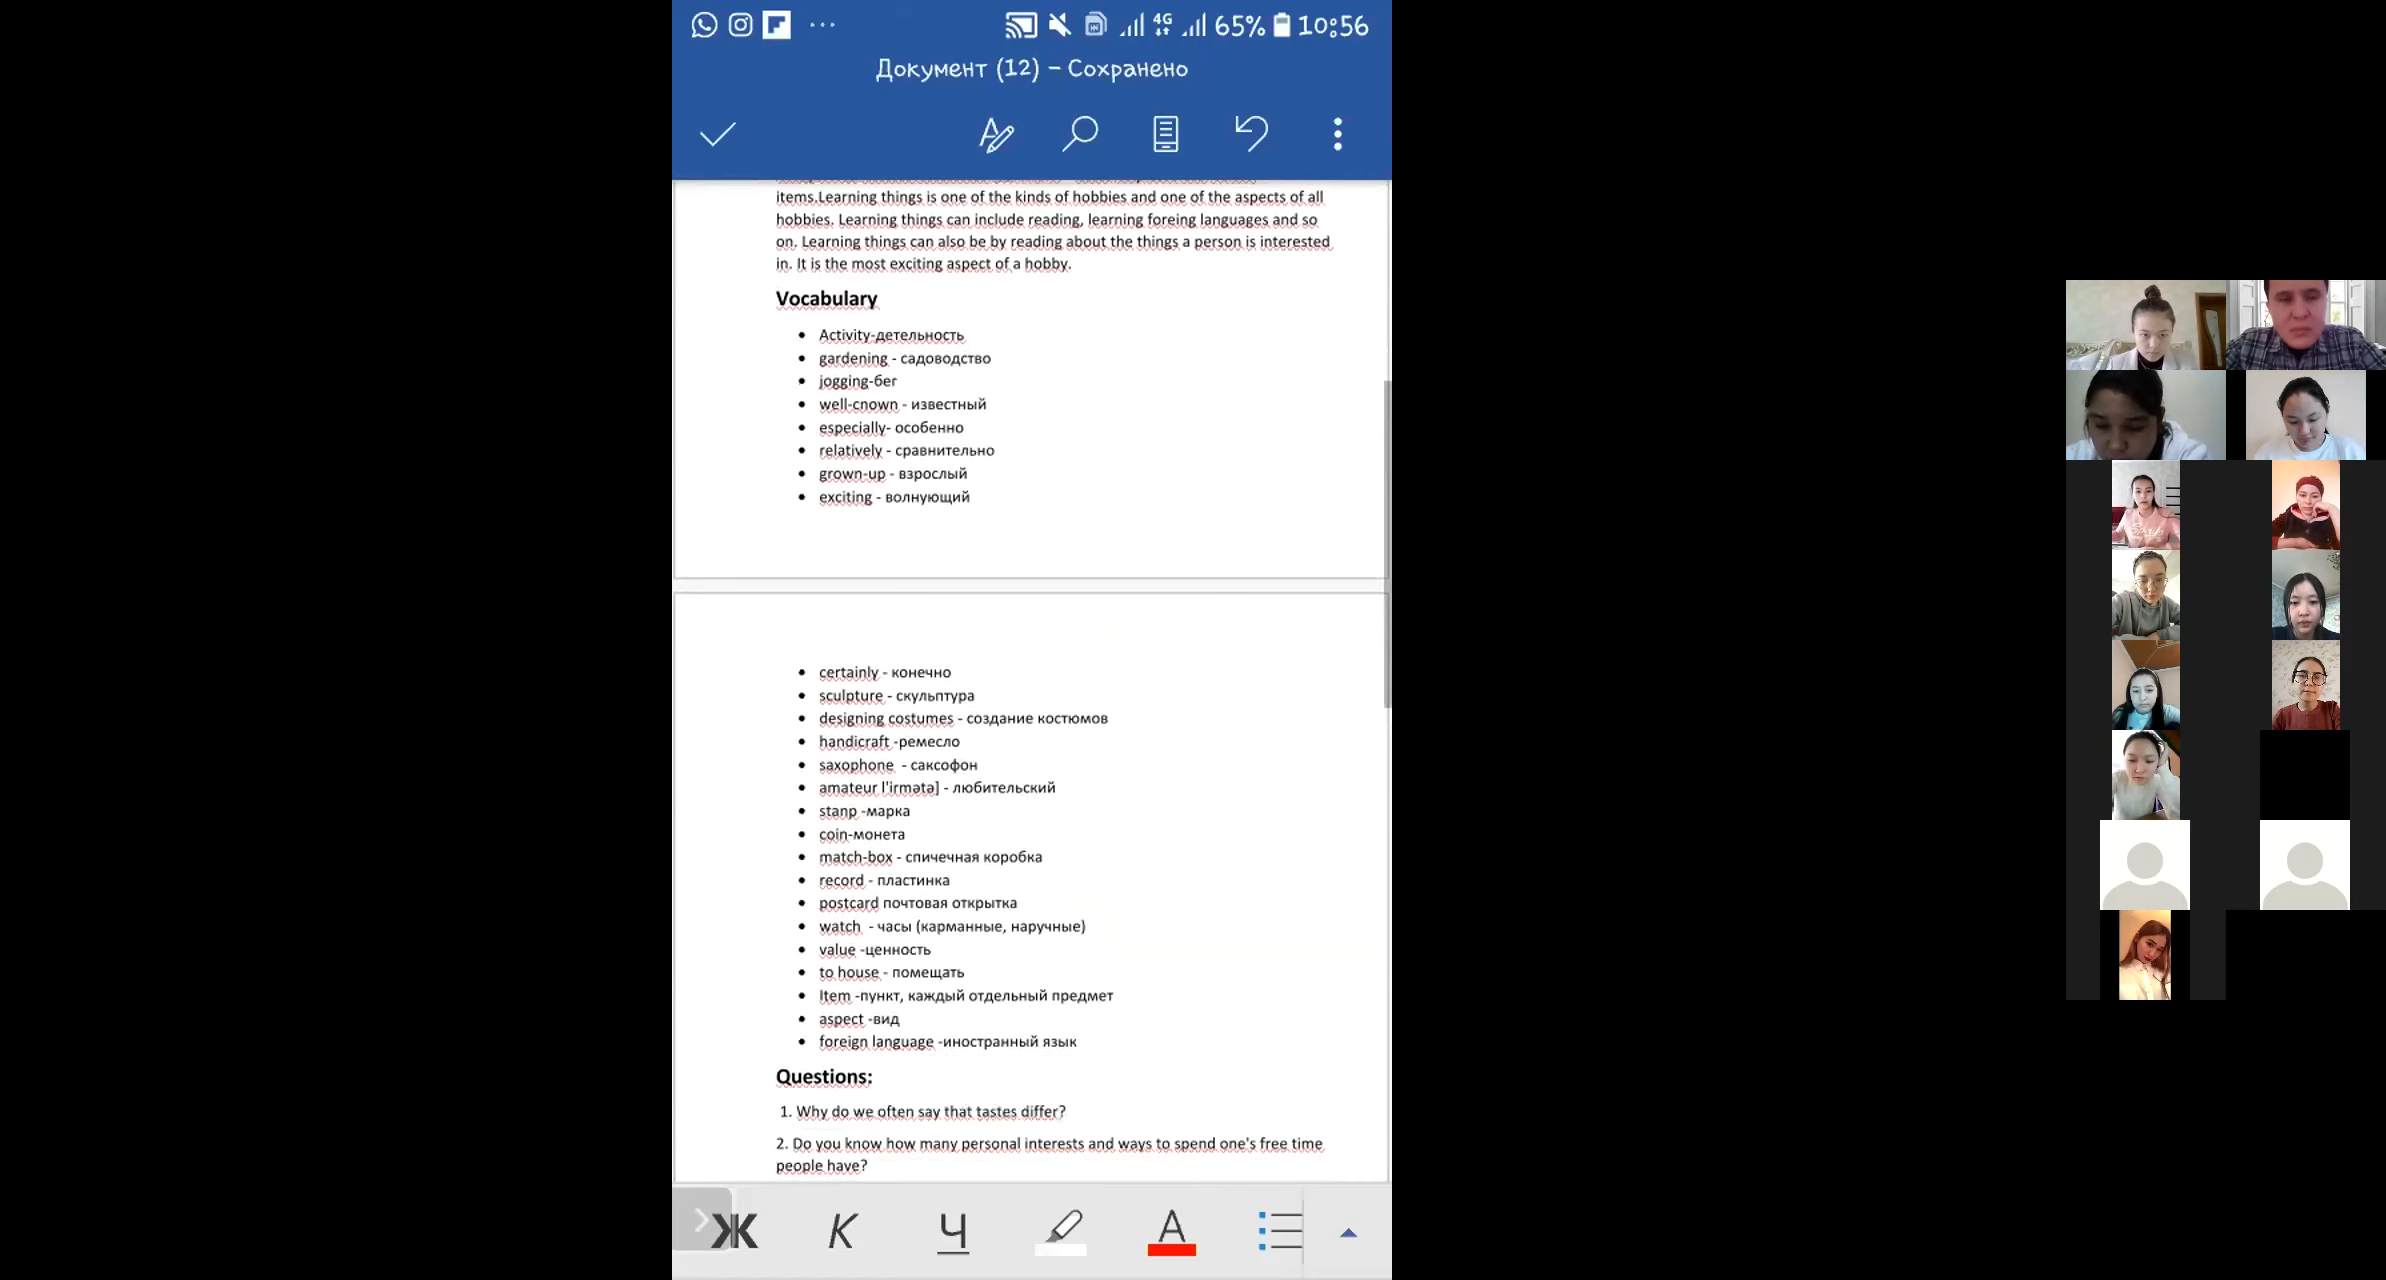 4G 65% 10:56
Документ (12) – Сохранено
items.Learning things is one of the kinds of hobbies and one of the aspects of all
hobbies. Learning things can include reading, learning foreing languages and so
on. Learning things can also be by reading about the things a person is interested
in. It is the most exciting aspect of a hobby.
Vocabulary
• Activity-детельность
• gardening - садоводство
• jogging-бег
• well-cnown - известный
• especially- особенно
• relatively - сравнительно
• grown-up - взрослый
• exciting - волнующий
• certainly - конечно
• sculpture - скульптура
• designing costumes - создание костюмов
• handicraft -ремесло
• saxophone - саксофон
• amateur l'irmətə] - любительский
• stanp -марка
• coin-монета
• match-box - спичечная коробка
• record - пластинка
• postcard почтовая открытка
• watch - часы (карманные, наручные)
• value -ценность
• to house - помещать
• Item -пункт, каждый отдельный предмет
• aspect -вид
• foreign language -иностранный язык
Questions:
1. Why do we often say that tastes differ?
2. Do you know how many personal interests and ways to spend one's free time
people have?
Ж К Ч А